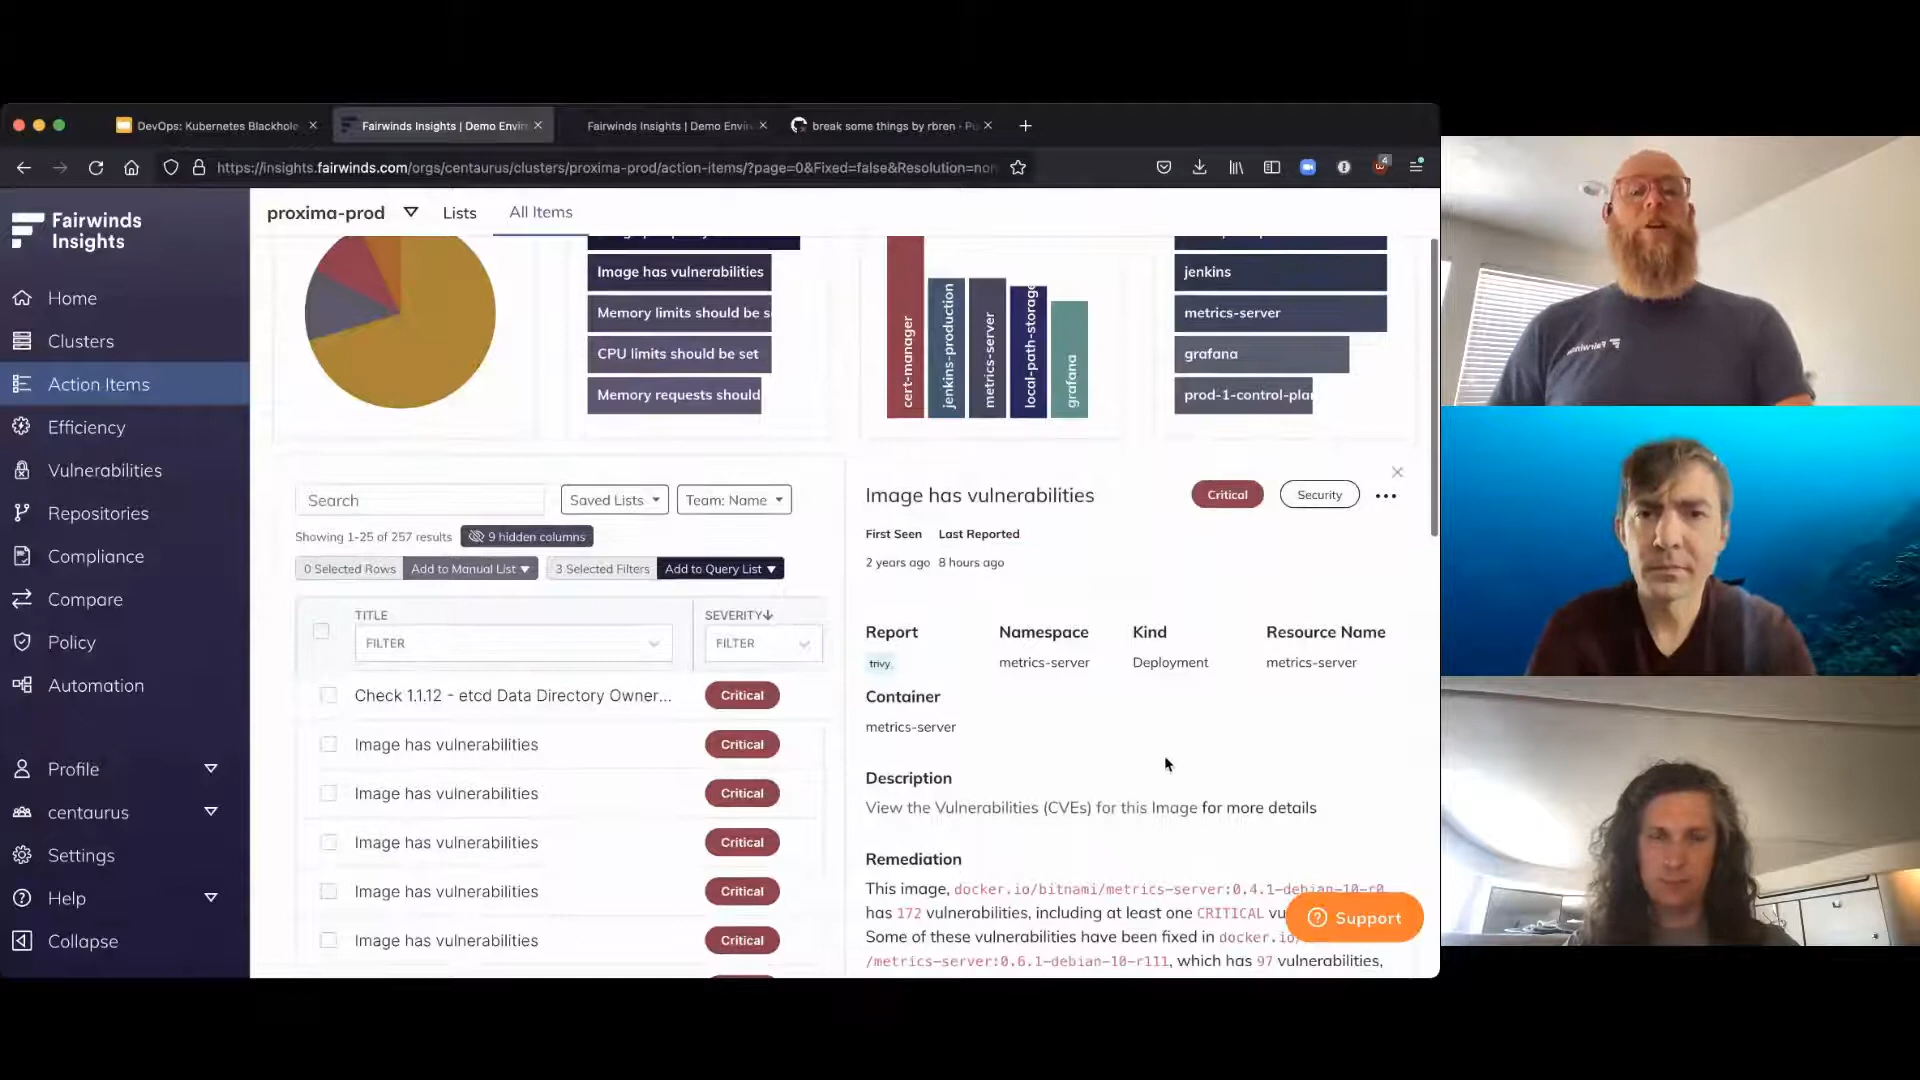 DevOps: Kubernetes Blackhole
Fairwinds Insights | Demo Envir
Fairwinds Insights | Demo Envir
break some things by rbren · Pu
https://insights.fairwinds.com/orgs/centaurus/clusters/proxima-prod/action-items/?page=0&Fixed=false&Resolution=non
4
Fairwinds
Insights
Home
Clusters
Action Items
Efficiency
Vulnerabilities
Repositories
Compliance
Compare
Policy
Automation
Profile
centaurus
Settings
Help
Collapse
proxima-prod
Lists
All Items
Image has vulnerabilities
Memory limits should be s
CPU limits should be set
Memory requests should
cert-manager
jenkins-production
metrics-server
local-path-storage
grafana
jenkins
metrics-server
grafana
prod-1-control-plan
Search
Saved Lists
Team: Name
Showing 1-25 of 257 results
9 hidden columns
0 Selected Rows
Add to Manual List
3 Selected Filters
Add to Query List
TITLE
SEVERITY
FILTER
FILTER
Check 1.1.12 - etcd Data Directory Owner...
Critical
Image has vulnerabilities
Critical
Image has vulnerabilities
Critical
Image has vulnerabilities
Critical
Image has vulnerabilities
Critical
Image has vulnerabilities
Critical
Image has vulnerabilities
Critical
Security
First Seen
Last Reported
2 years ago
8 hours ago
Report
Namespace
Kind
Resource Name
trivy
metrics-server
Deployment
metrics-server
Container
metrics-server
Description
View the Vulnerabilities (CVEs) for this Image for more details
Remediation
This image, docker.io/bitnami/metrics-server:0.4.1-debian-10-r0
has 172 vulnerabilities, including at least one CRITICAL vu
Some of these vulnerabilities have been fixed in docker.io/
/metrics-server:0.6.1-debian-10-r111, which has 97 vulnerabilities,
Support
Fairwinds